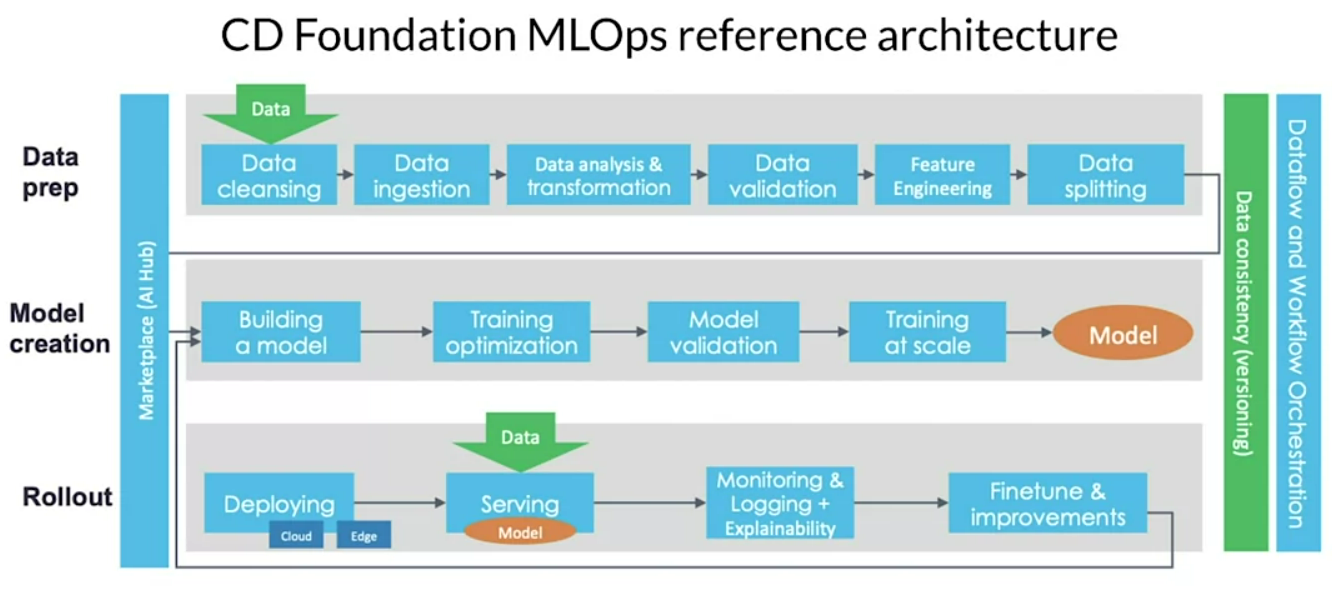 CD Foundation MLOps reference architecture
Data
prep
Marketplace (AI Hub)
Data
Data
cleansing
Data
ingestion
Data analysis &
transformation
Data
validation
Feature
Engineering
Data
splitting
Model
creation
Building
a model
Training
optimization
Model
validation
Training
at scale
Model
Rollout
Deploying
Cloud
Edge
Data
Serving
Model
Monitoring &
Logging +
Explainability
Finetune &
improvements
Data consistency (versioning)
Dataflow and Workflow Orchestration